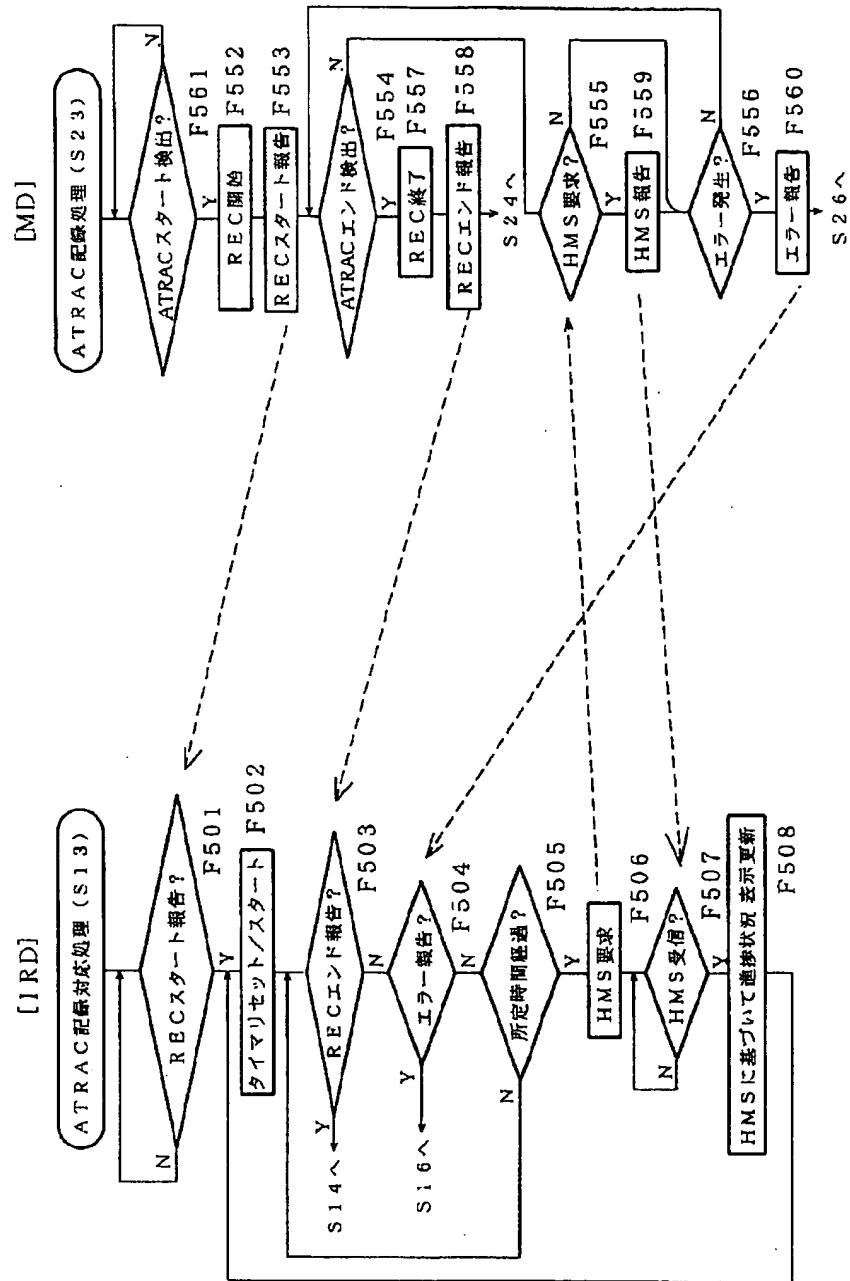 [IRD]
ATRAC記録対応処理(S13)
RECスタート報告?
N
F501
Y
タイマリセット/スタート
F502
RECエンド報告?
F503
Y
S14へ
N
エラー報告?
F504
Y
S16へ
N
所定時間経過?
F505
N
Y
HMS要求
F506
HMS受信?
F507
N
Y
HMSに基づいて進捗状況 表示更新
F508
[MD]
ATRAC記録処理(S23)
ATRACスタート検出?
N
F561
Y
REC開始
F552
RECスタート報告
F553
ATRACエンド検出?
N
F554
Y
REC終了
F557
RECエンド報告
F558
S24へ
HMS要求?
N
F555
Y
HMS報告
F559
エラー発生?
N
F556
Y
エラー報告
F560
S26へ